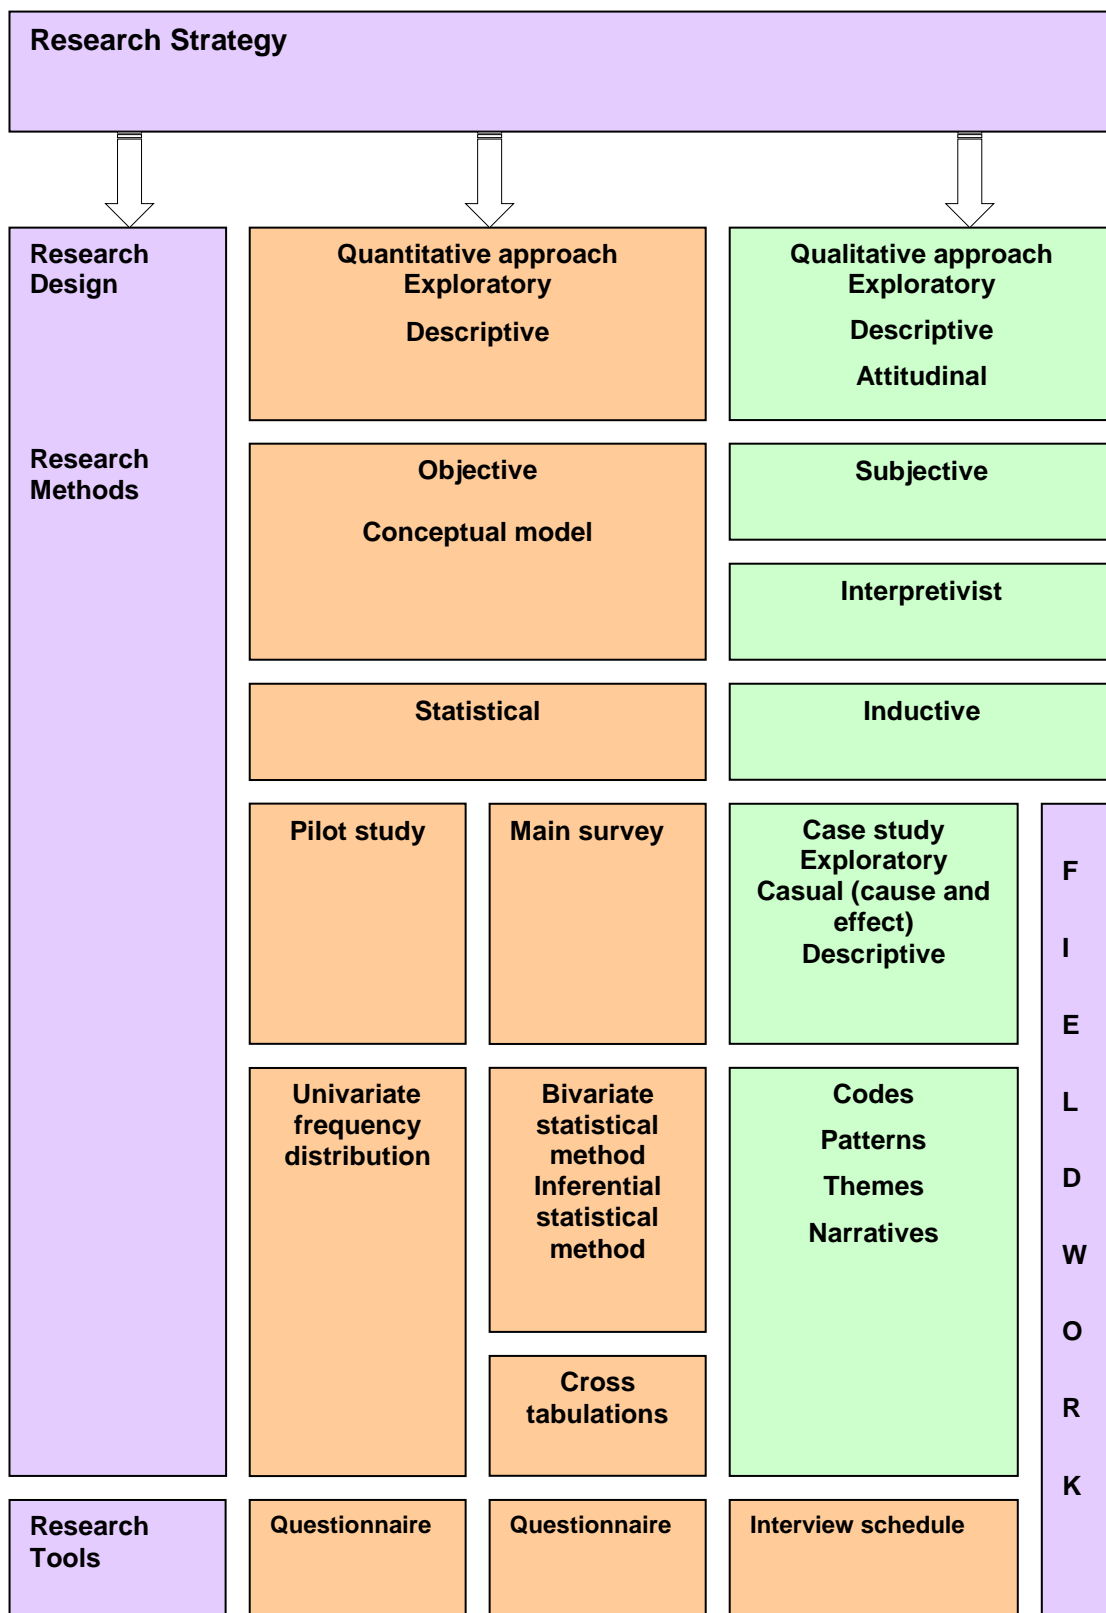 Research Strategy
Research
Design
Quantitative approach
Exploratory
Descriptive
Qualitative approach
Exploratory
Descriptive
Attitudinal
Research
Methods
Objective
Conceptual model
Subjective
Interpretivist
Statistical
Inductive
Pilot study
Main survey
Case study
Exploratory
Casual (cause and
effect)
Descriptive
F
I
E
L
D
W
O
R
K
Univariate
frequency
distribution
Bivariate
statistical
method
Inferential
statistical
method
Codes
Patterns
Themes
Narratives
Cross
tabulations
Research
Tools
Questionnaire
Questionnaire
Interview schedule